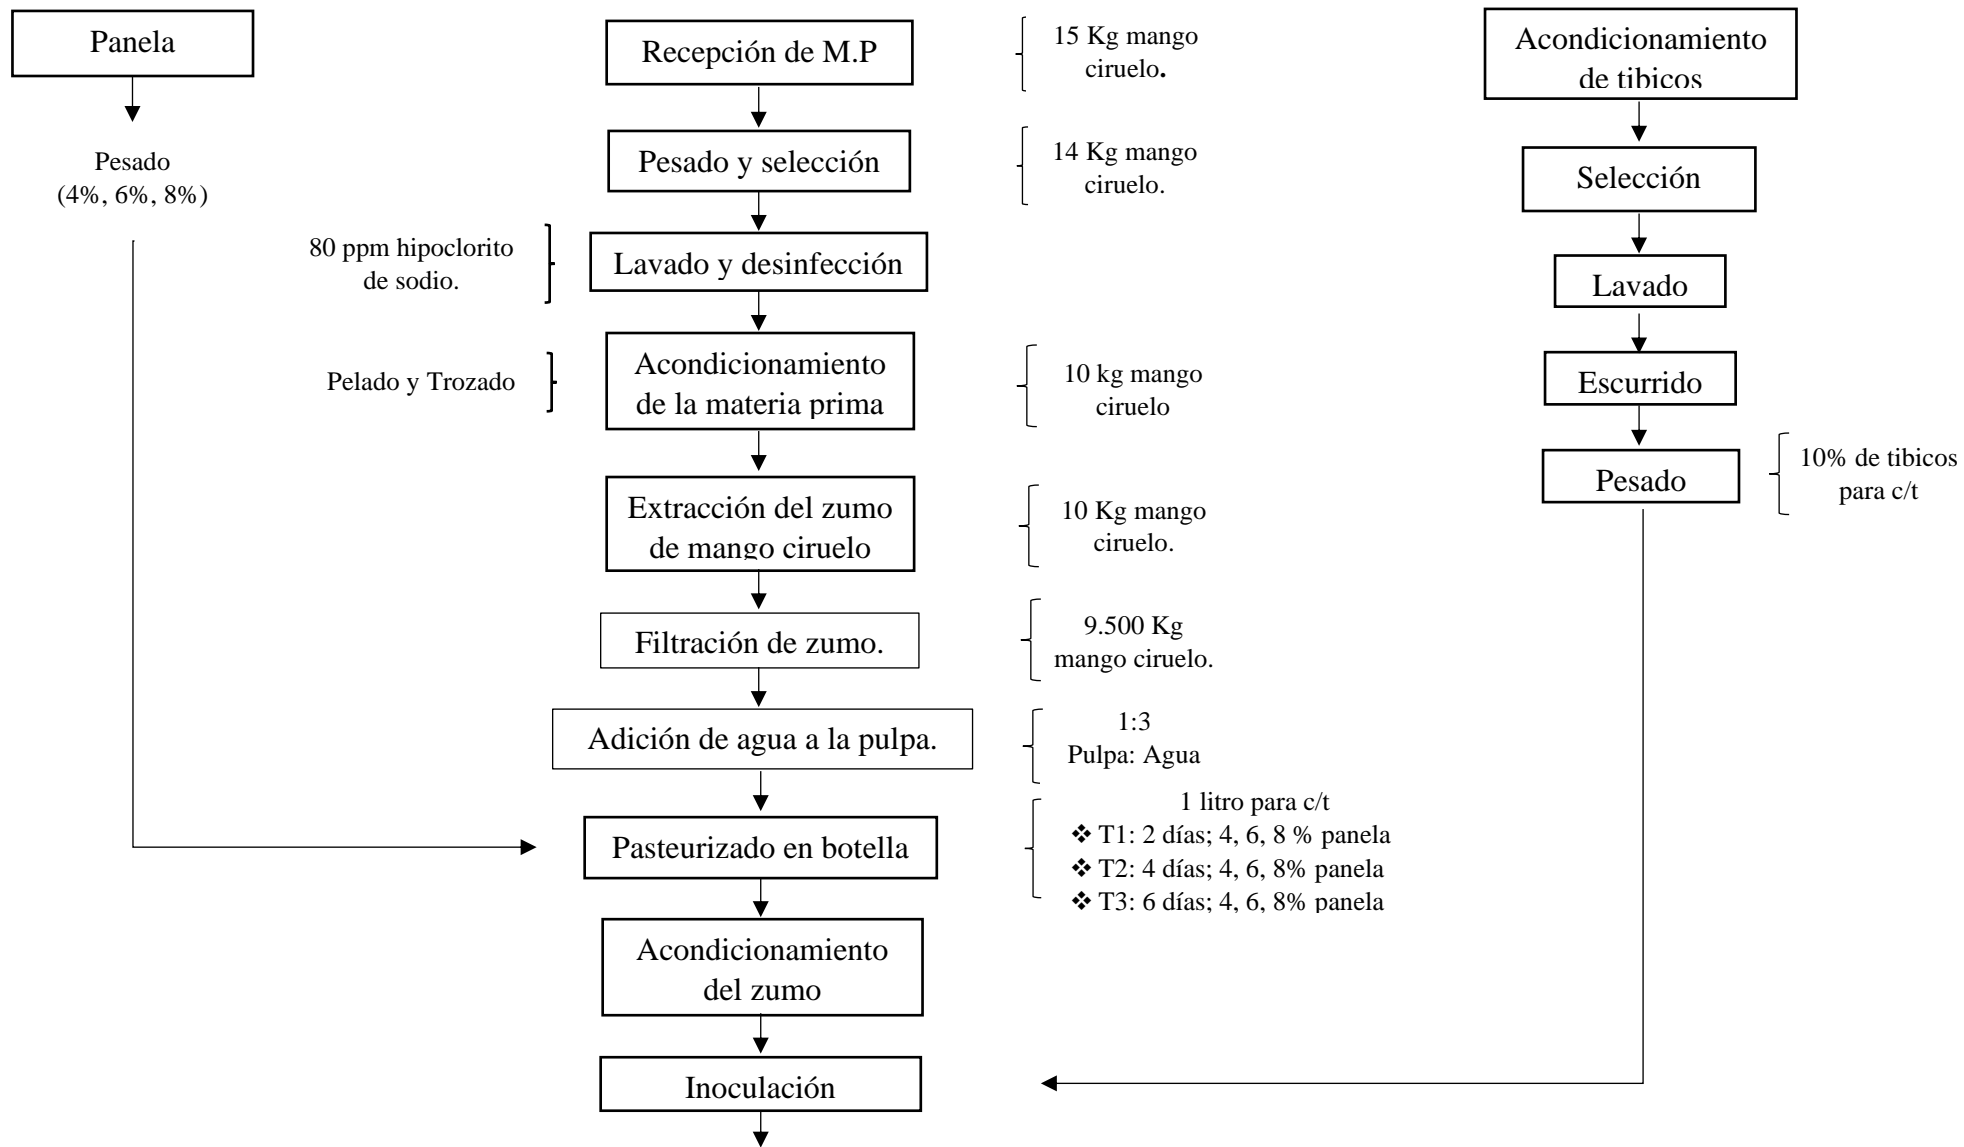 Panela
Pesado
(4%, 6%, 8%)
Recepción de M.P
15 Kg mango
ciruelo.
Pesado y selección
14 Kg mango
ciruelo.
80 ppm hipoclorito
de sodio.
Lavado y desinfección
Pelado y Trozado
Acondicionamiento
de la materia prima
10 kg mango
ciruelo
Extracción del zumo
de mango ciruelo
10 Kg mango
ciruelo.
Filtración de zumo.
9.500 Kg
mango ciruelo.
Adición de agua a la pulpa.
1:3
Pulpa: Agua
Pasteurizado en botella
1 litro para c/t
❖ T1: 2 días; 4, 6, 8 % panela
❖ T2: 4 días; 4, 6, 8% panela
❖ T3: 6 días; 4, 6, 8% panela
Acondicionamiento
del zumo
Inoculación
Acondicionamiento
de tibicos
Selección
Lavado
Escurrido
Pesado
10% de tibicos
para c/t